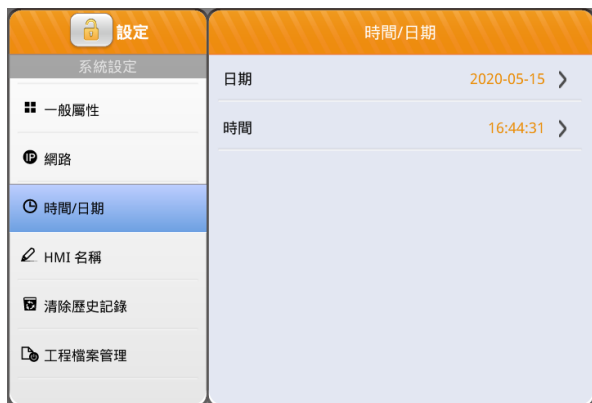 設定
系統設定
一般屬性
網路
時間/日期
HMI 名稱
清除歷史記錄
工程檔案管理
時間/日期
日期 2020-05-15
時間 16:44:31